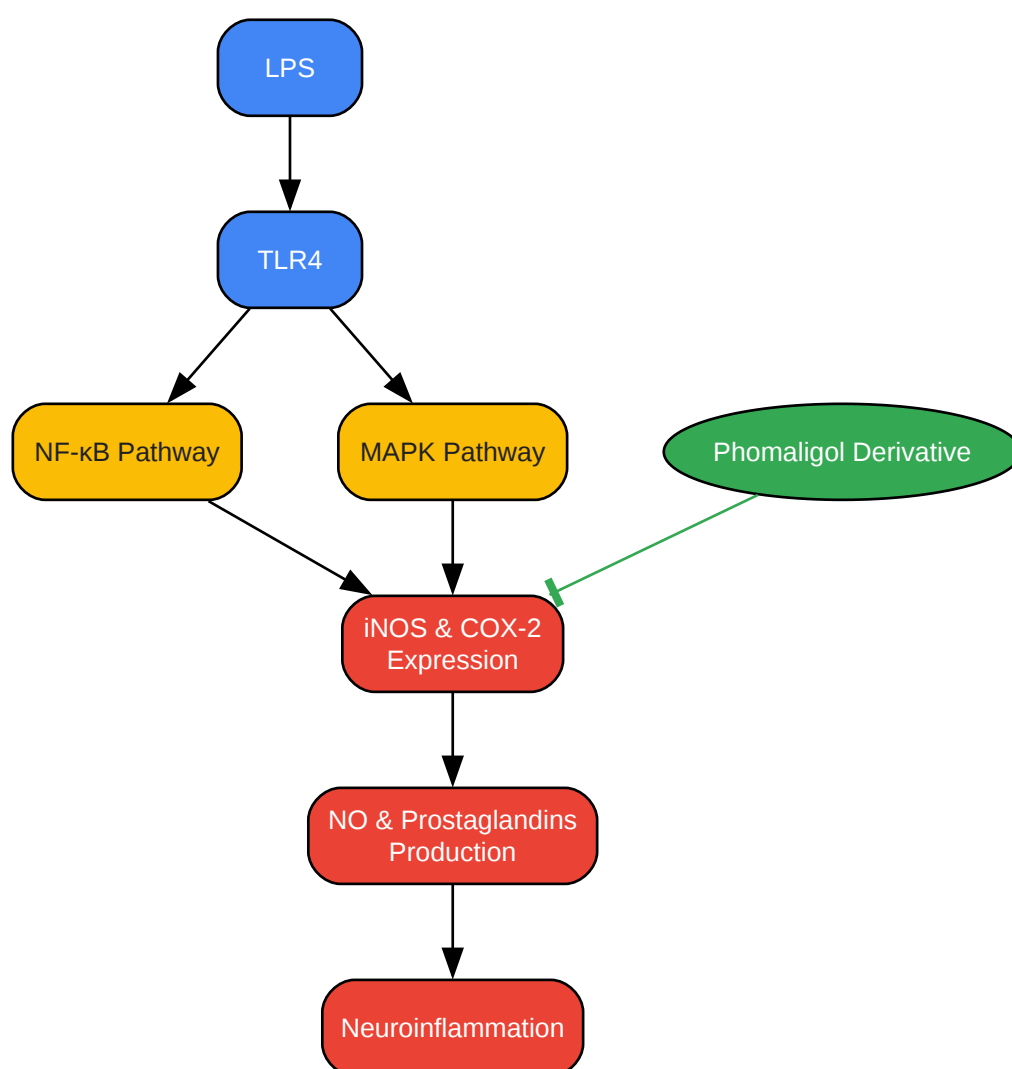 LPS
TLR4
NF-κB Pathway
MAPK Pathway
Phomaligol Derivative
iNOS & COX-2
Expression
NO & Prostaglandins
Production
Neuroinflammation